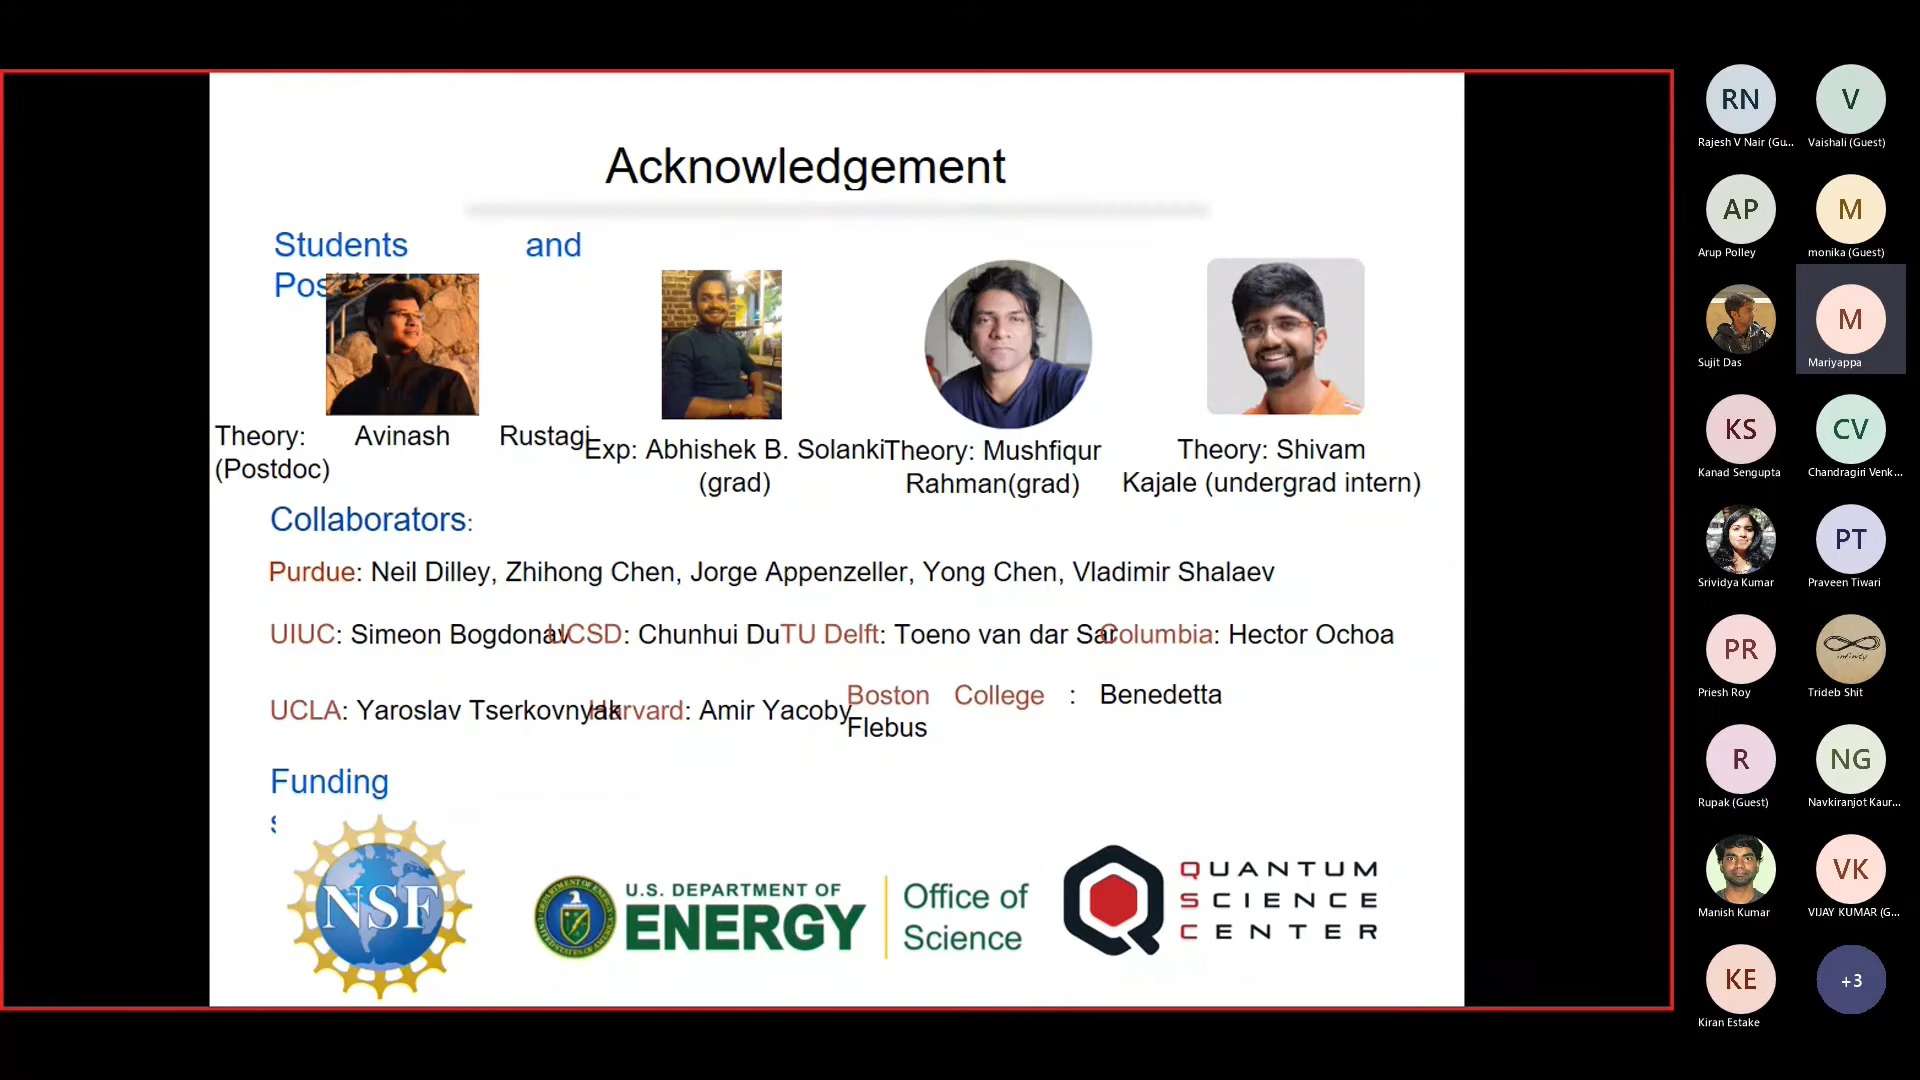 Acknowledgement
Students and
Pos
Theory: Avinash Rustagi
(Postdoc)
Exp: Abhishek B. Solanki
(grad)
Theory: Mushfiqur
Rahman(grad)
Theory: Shivam
Kajale (undergrad intern)
Collaborators:
Purdue: Neil Dilley, Zhihong Chen, Jorge Appenzeller, Yong Chen, Vladimir Shalaev
UIUC: Simeon Bogdonav
UCSD: Chunhui Du
TU Delft: Toeno van dar Sar
Columbia: Hector Ochoa
UCLA: Yaroslav Tserkovnyak
Harvard: Amir Yacoby
Boston College : Benedetta
Flebus
Funding
NSF
U.S. DEPARTMENT OF
ENERGY
Office of
Science
QUANTUM
SCIENCE
CENTER
RN
Rajesh V Nair (Gu...
V
Vaishali (Guest)
AP
Arup Polley
M
monika (Guest)
Sujit Das
M
Mariyappa
KS
Kanad Sengupta
CV
Chandragiri Venk...
Srividya Kumar
PT
Praveen Tiwari
PR
Priesh Roy
infinity
Trideb Shit
R
Rupak (Guest)
NG
Navkiranjot Kaur...
Manish Kumar
VK
VIJAY KUMAR (G...
KE
Kiran Estake
+3